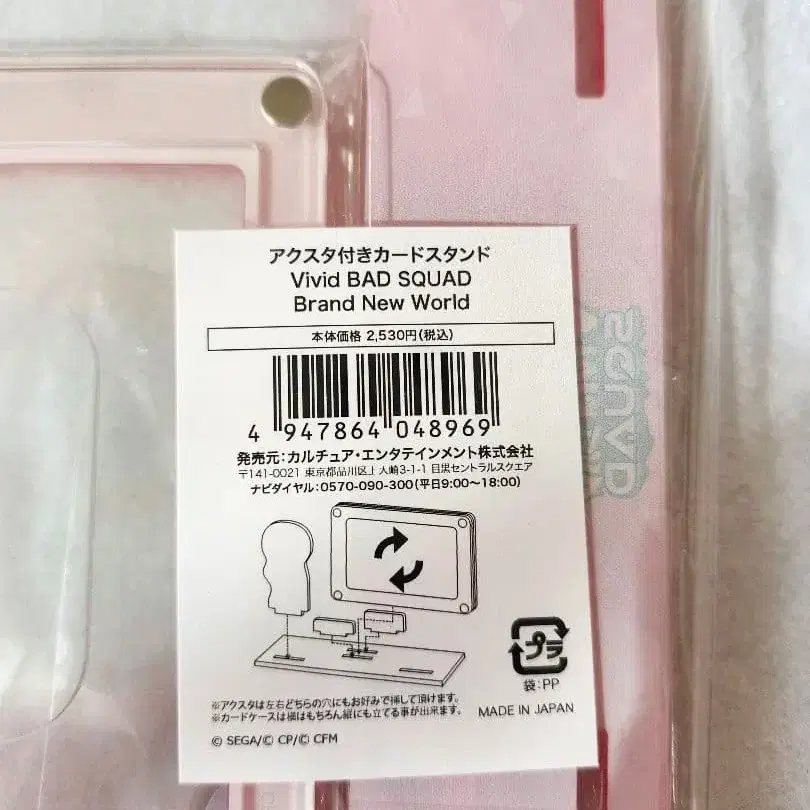 アクスタ付きカードスタンド
Vivid BAD SQUAD
Brand New World
本体価格 2,530円(税込)
4 947864 048969
発売元:カルチュア・エンタテインメント株式会社
〒141-0021 東京都品川区上大崎3-1-1 目黒セントラルスクエア
ナビダイヤル:0570-090-300(平日9:00〜18:00)
プラ
袋:PP
※アクスタは左右どちらの穴にもお好みで挿して頂けます。
※カードケースは横はもちろん縦にも立てる事が出来ます。
MADE IN JAPAN
© SEGA/© CP/© CFM